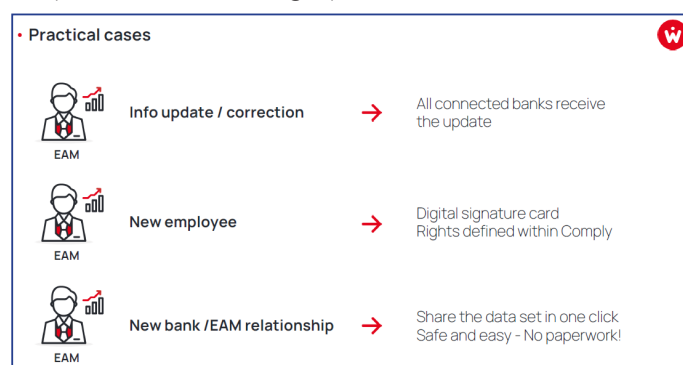 • Practical cases
EAM
Info update / correction
→
All connected banks receive
the update
EAM
New employee
→
Digital signature card
Rights defined within Comply
EAM
New bank /EAM relationship
→
Share the data set in one click
Safe and easy - No paperwork!